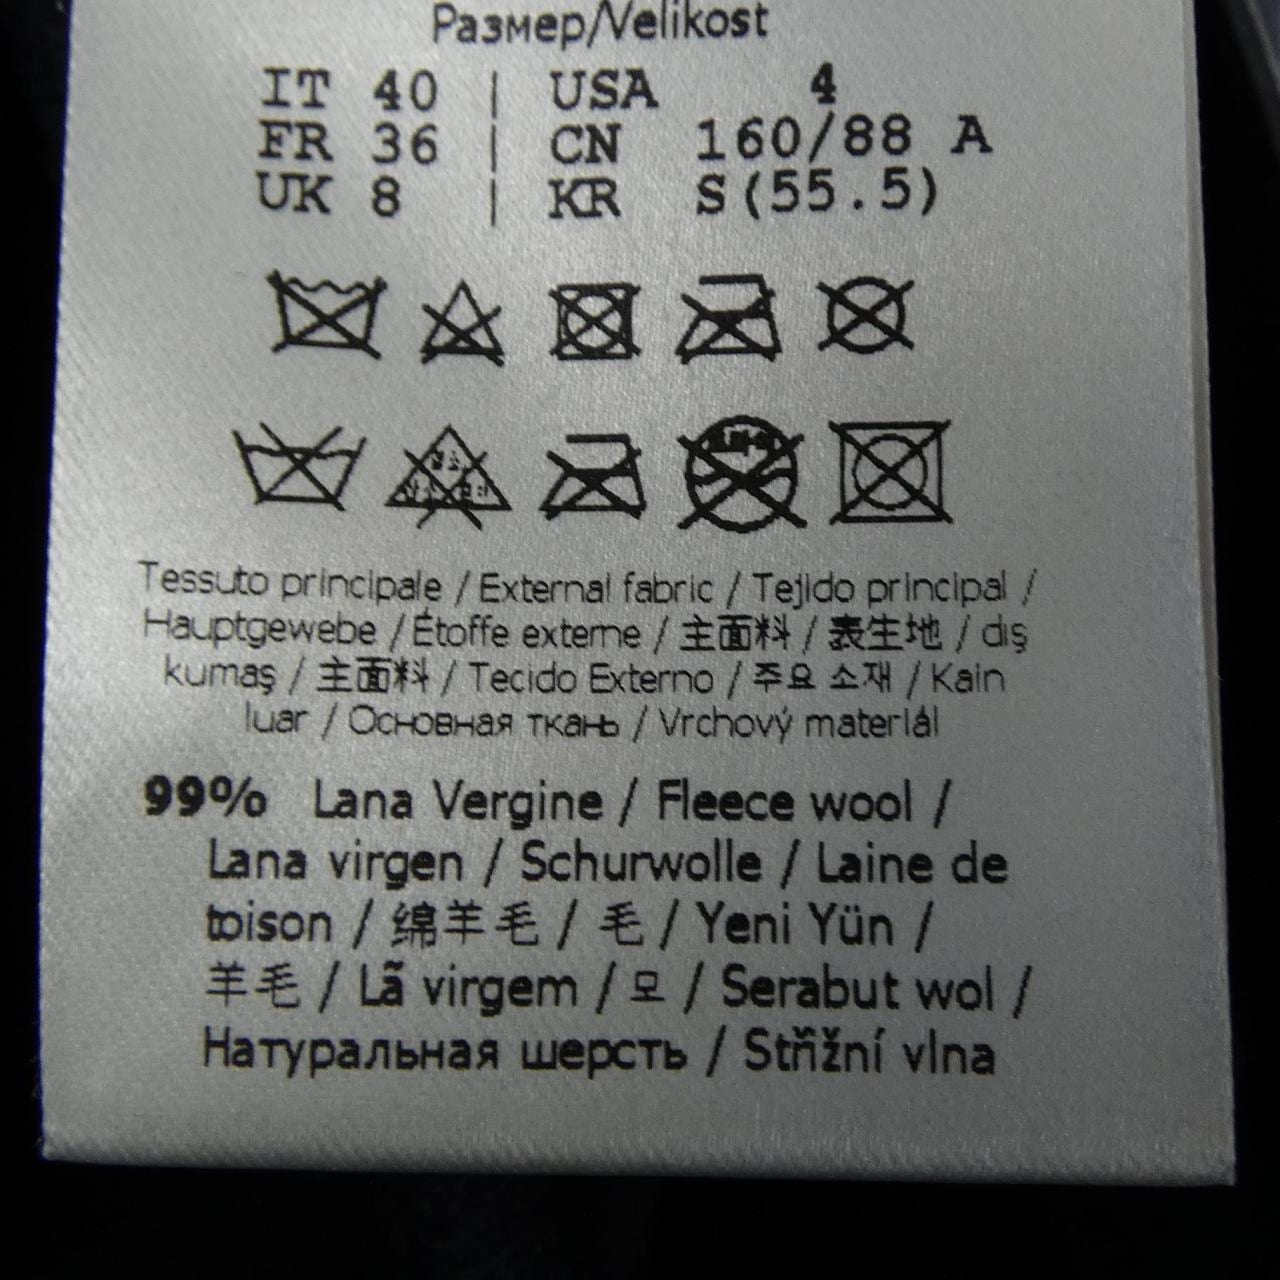 Размер/Velikost
IT 40 | USA 4
FR 36 | CN 160/88 A
UK 8 | KR S(55.5)
Tessuto principale / External fabric / Tejido principal /
Hauptgewebe / Étoffe externe / 主面料 / 表生地 / dış
kumaş / 主面料 / Tecido Externo / 주요 소재 / Kain
luar / Основная ткань / Vrchový materiál
99% Lana Vergine / Fleece wool /
Lana virgen / Schurwolle / Laine de
toison / 绵羊毛 / 毛 / Yeni Yün /
羊毛 / Lã virgem / 모 / Serabut wol /
Натуральная шерсть / Střižní vlna